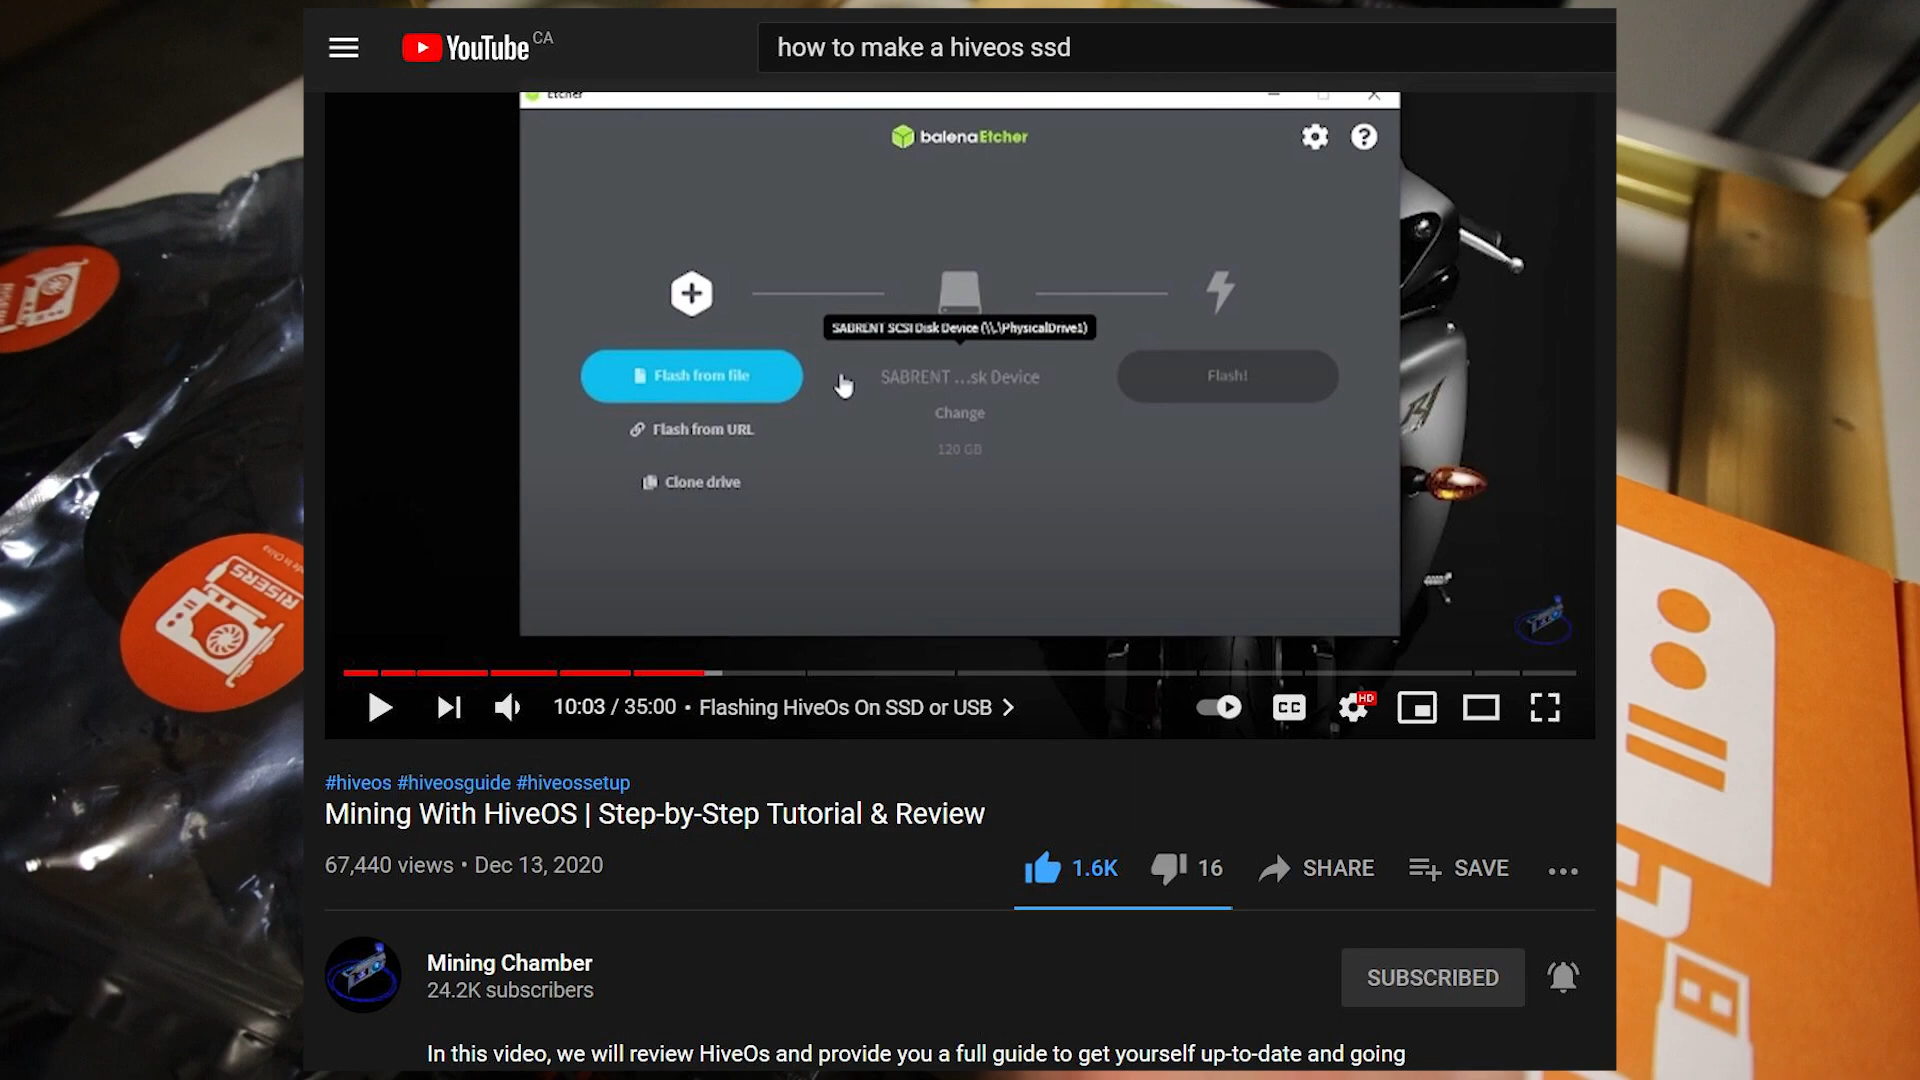 YouTube CA
how to make a hiveos ssd
Etcher
balenaEtcher
SABRENT SCSI Disk Device (\\.\PhysicalDrive1)
Flash from file
SABRENT ...sk Device
Flash!
Change
Flash from URL
120 GB
Clone drive
10:03 / 35:00 • Flashing HiveOs On SSD or USB
CC
HD
#hiveos #hiveosguide #hiveossetup
Mining With HiveOS | Step-by-Step Tutorial & Review
67,440 views • Dec 13, 2020
1.6K
16
SHARE
SAVE
Mining Chamber
24.2K subscribers
SUBSCRIBED
In this video, we will review HiveOs and provide you a full guide to get yourself up-to-date and going
RISERS